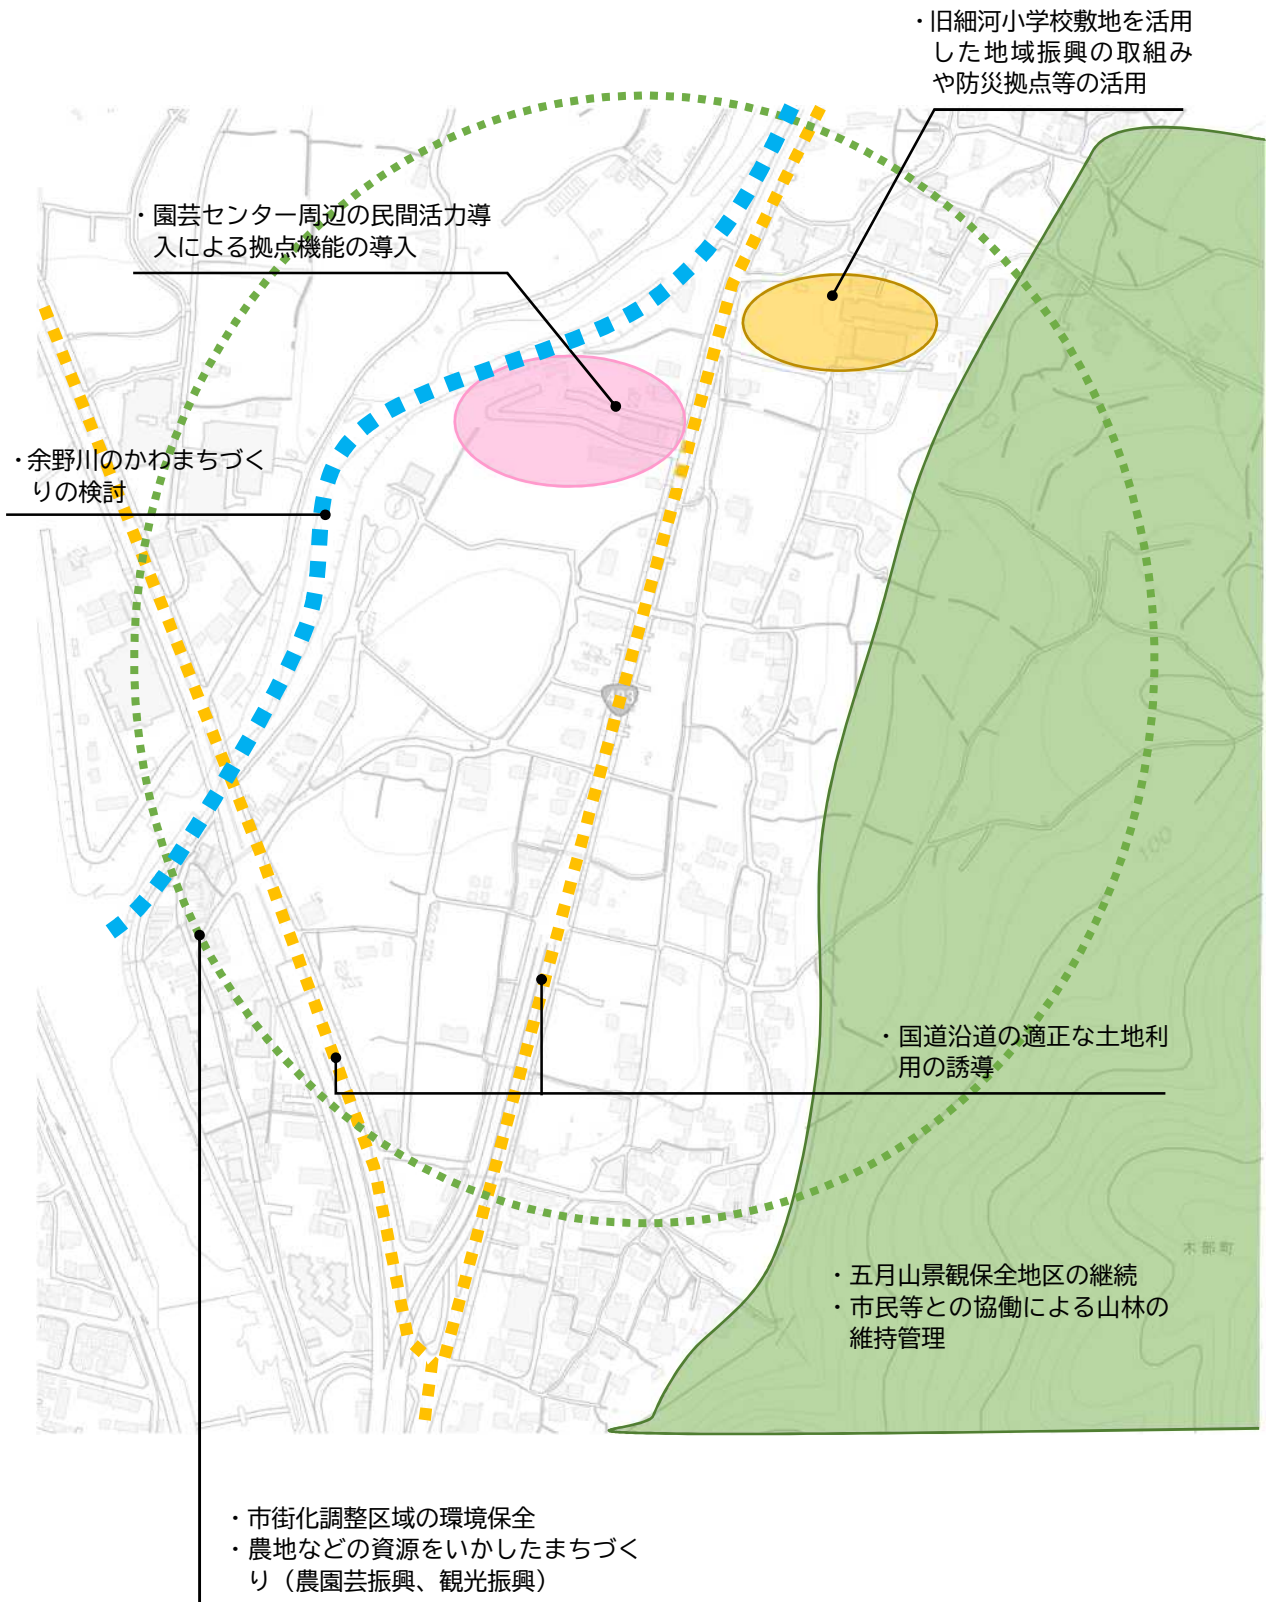 ・旧細河小学校敷地を活用
した地域振興の取組み
や防災拠点等の活用
・園芸センター周辺の民間活力導
入による拠点機能の導入
・余野川のかわまちづく
りの検討
423
100
・国道沿道の適正な土地利
用の誘導
木部町
・五月山景観保全地区の継続
・市民等との協働による山林の
維持管理
・市街化調整区域の環境保全
・農地などの資源をいかしたまちづく
り（農園芸振興、観光振興）